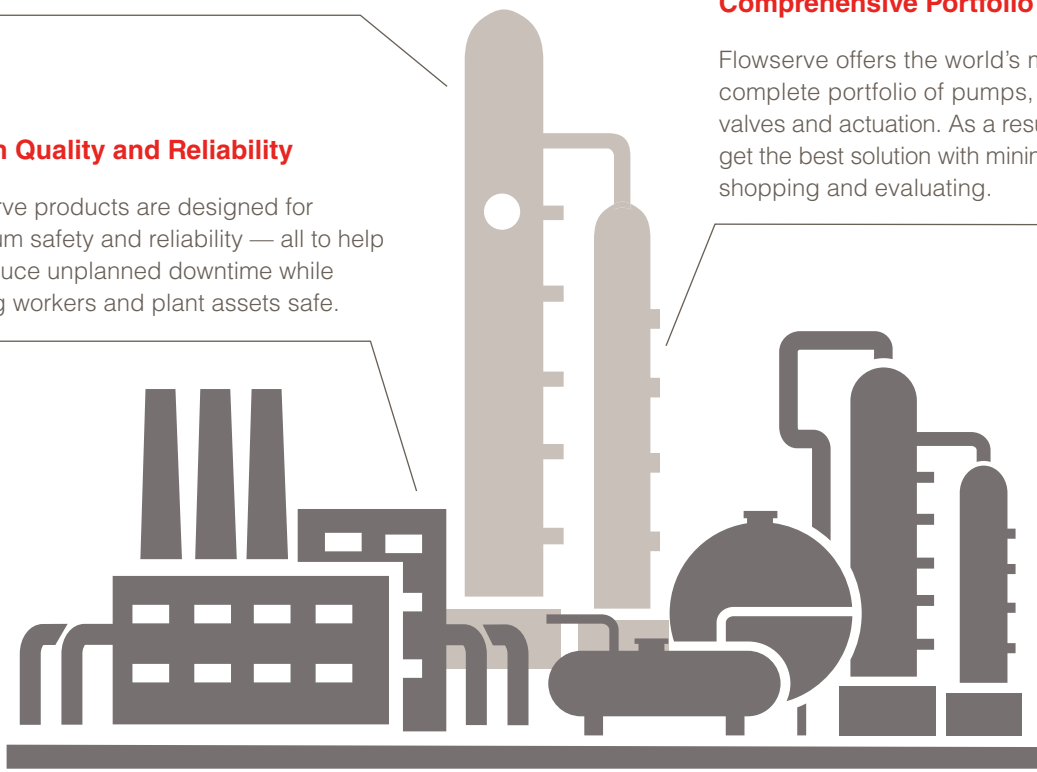 h Quality and Reliability
rve products are designed for
um safety and reliability — all to help
uce unplanned downtime while
g workers and plant assets safe.
Comprehensive Portfolio
Flowserve offers the world’s m
complete portfolio of pumps,
valves and actuation. As a resu
get the best solution with mini
shopping and evaluating.